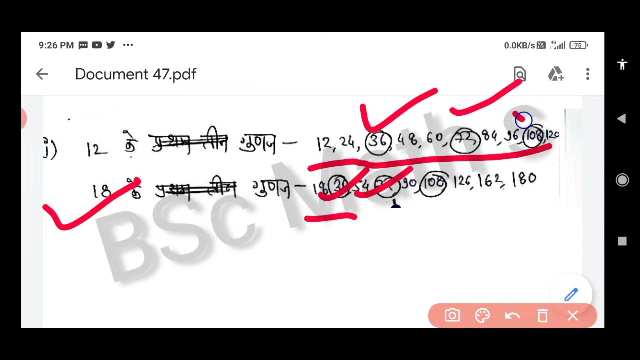 9:26 PM 0.0KB/s 75
Document 47.pdf
12 के प्रथम तीन गुणज – 12, 24, 36, 48, 60, 72, 84, 96, 108, 120
18 के प्रथम तीन गुणज – 18, 36, 54, 72, 90, 108, 126, 162, 180
BSc Maths